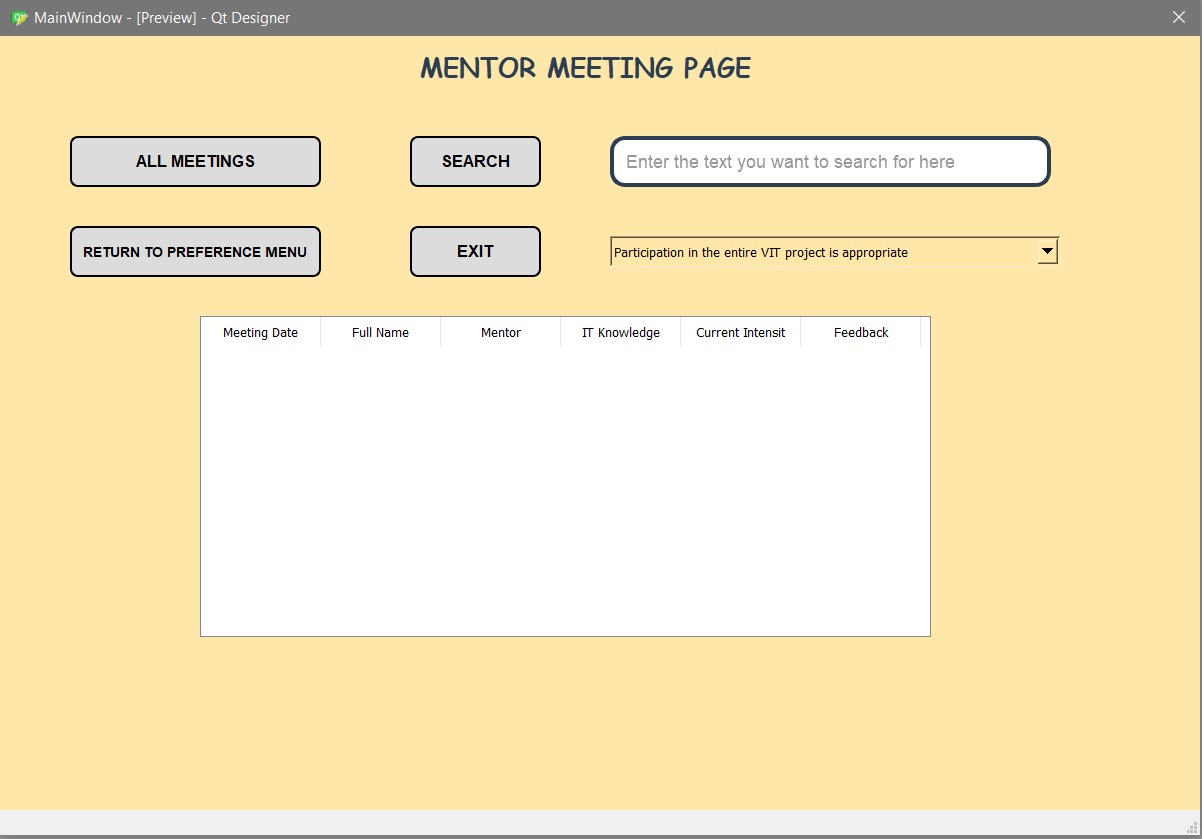 MainWindow - [Preview] - Qt Designer
MENTOR MEETING PAGE
ALL MEETINGS
SEARCH
Enter the text you want to search for here
RETURN TO PREFERENCE MENU
EXIT
Participation in the entire VIT project is appropriate
Meeting Date Full Name Mentor IT Knowledge Current Intensit Feedback